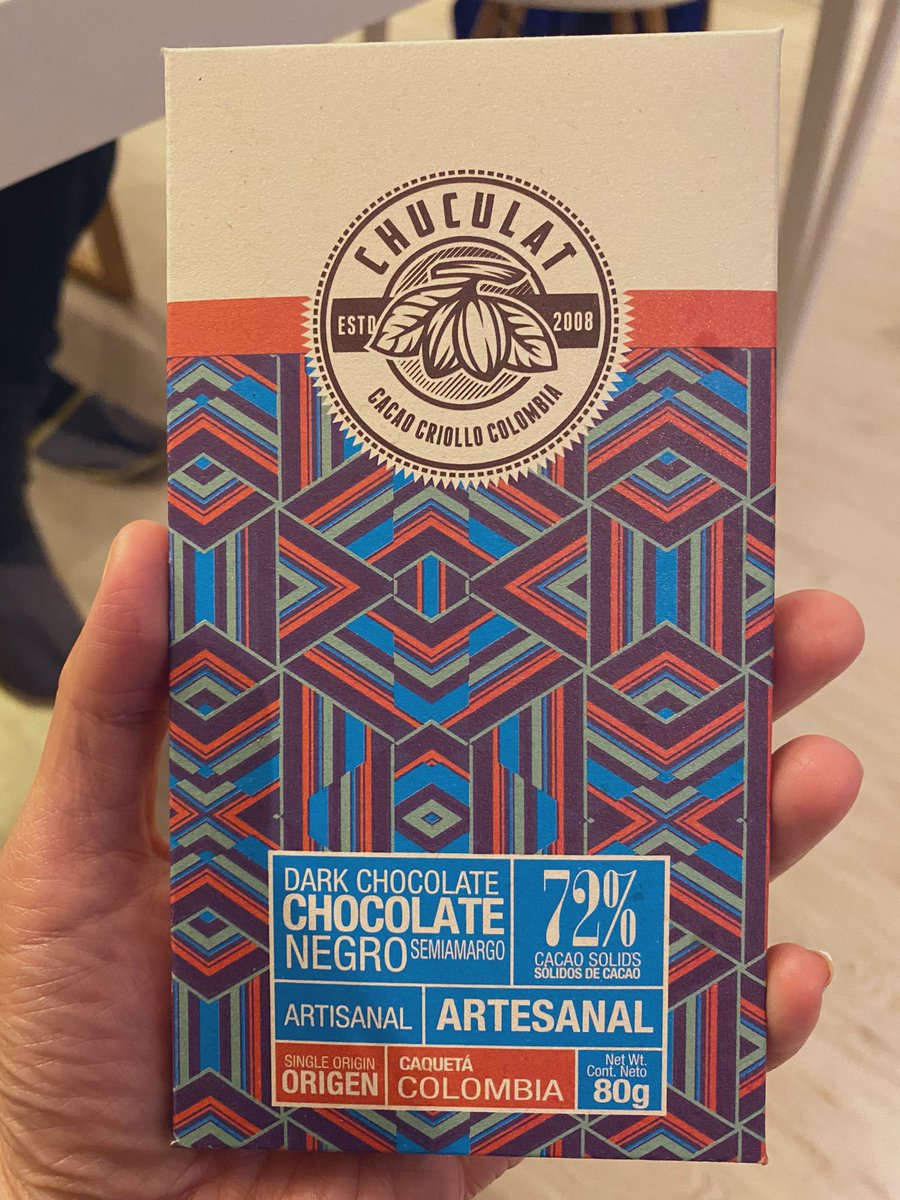 CHUCULAT
ESTD 2008
CACAO CRIOLLO COLOMBIA
DARK CHOCOLATE
CHOCOLATE
NEGRO SEMIAMARGO
72%
CACAO SOLIDS
SÓLIDOS DE CACAO
ARTISANAL
ARTESANAL
SINGLE ORIGIN
ORIGEN
CAQUETÁ
COLOMBIA
Net Wt.
Cont. Neto
80g